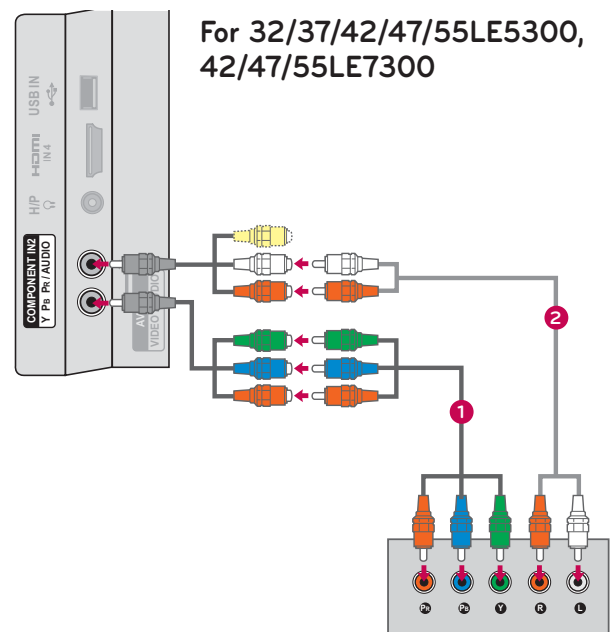 For 32/37/42/47/55LE5300,
42/47/55LE7300
USB IN
HDMI
IN 4
H/P
COMPONENT IN2
Y PB PR / AUDIO
VIDEO
2
1
PR
PB
Y
R
L